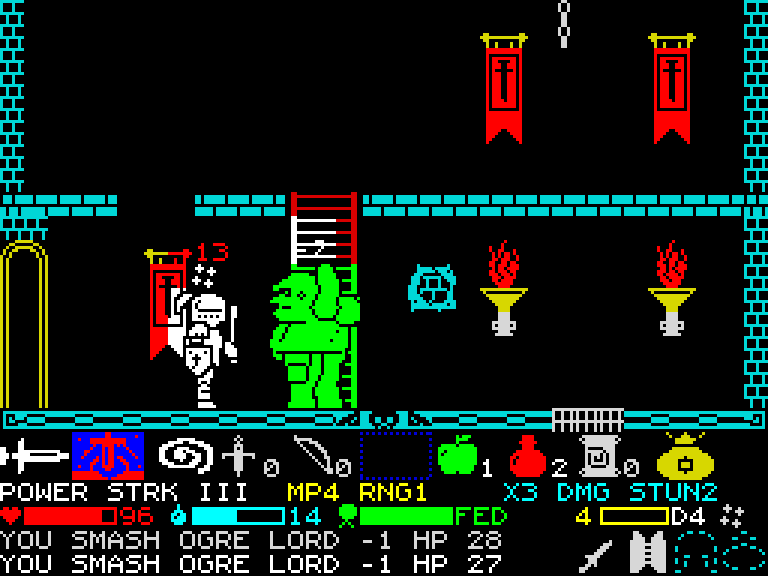 13
0 0 1 2 0
POWER STRK III MP4 RNG1 X3 DMG STUN2
96 14 FED 4 D4
YOU SMASH OGRE LORD -1 HP 28
YOU SMASH OGRE LORD -1 HP 27